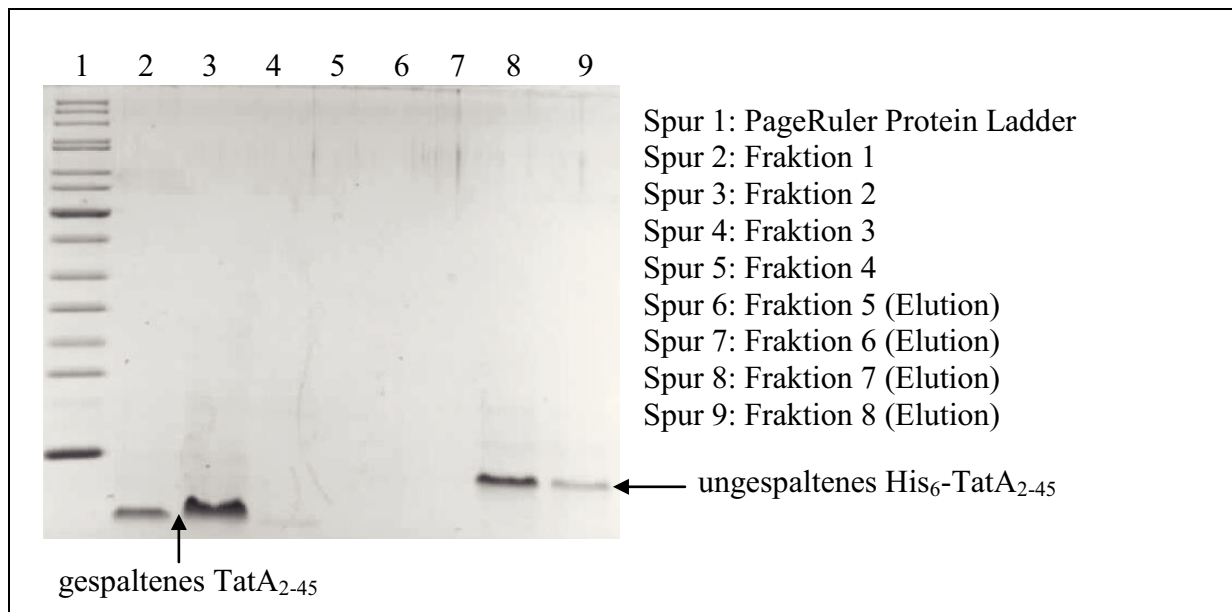 1 2 3 4 5 6 7 8 9
Spur 1: PageRuler Protein Ladder
Spur 2: Fraktion 1
Spur 3: Fraktion 2
Spur 4: Fraktion 3
Spur 5: Fraktion 4
Spur 6: Fraktion 5 (Elution)
Spur 7: Fraktion 6 (Elution)
Spur 8: Fraktion 7 (Elution)
Spur 9: Fraktion 8 (Elution)
ungespaltenes His₆-TatA₂₋₄₅
gespaltenes TatA₂₋₄₅